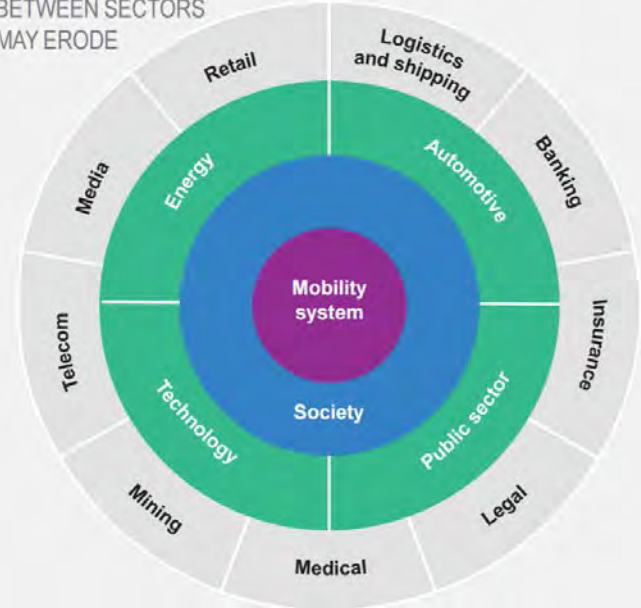 BETWEEN SECTORS
MAY ERODE
Retail
Logistics
and shipping
Media
Energy
Automotive
Banking
Mobility
system
Telecom
Insurance
Society
Technology
Public sector
Mining
Legal
Medical